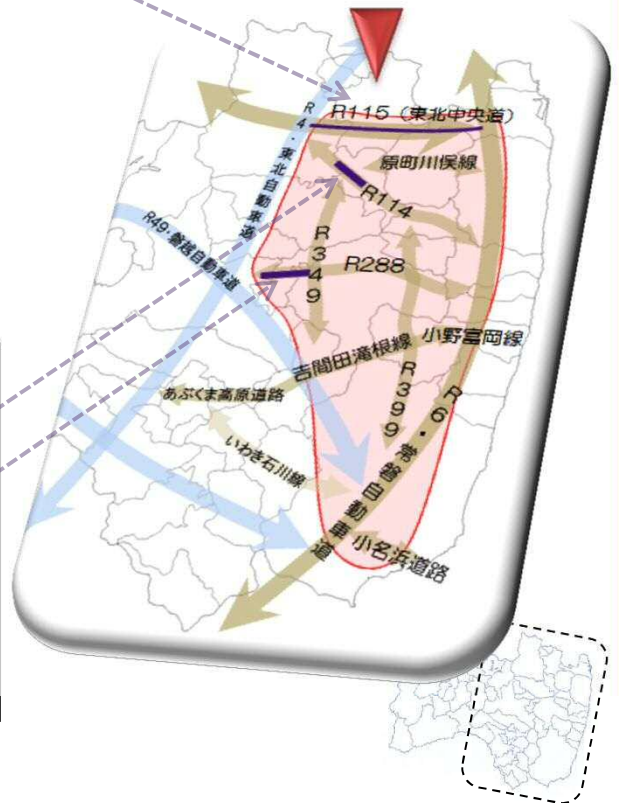 R115（東北中央道）
R4・東北自動車道
原町川俣線
R114
R49・磐越自動車道
R349
R288
小野富岡線
吉間田滝根線
あぶくま高原道路
R399
R6・常磐自動車道
いわき石川線
小名浜道路